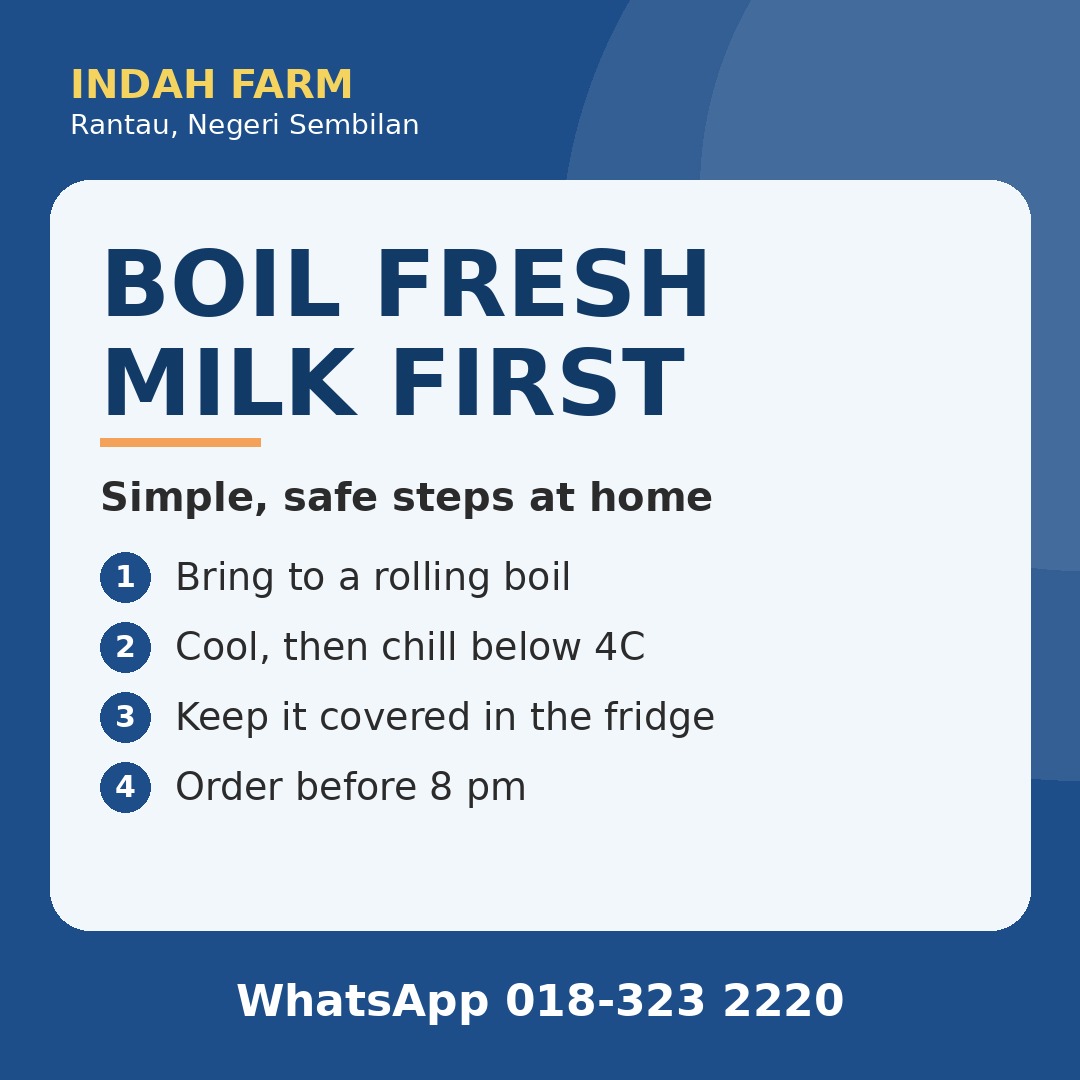 INDAH FARM
Rantau, Negeri Sembilan
BOIL FRESH
MILK FIRST
Simple, safe steps at home
1 Bring to a rolling boil
2 Cool, then chill below 4C
3 Keep it covered in the fridge
4 Order before 8 pm
WhatsApp 018-323 2220